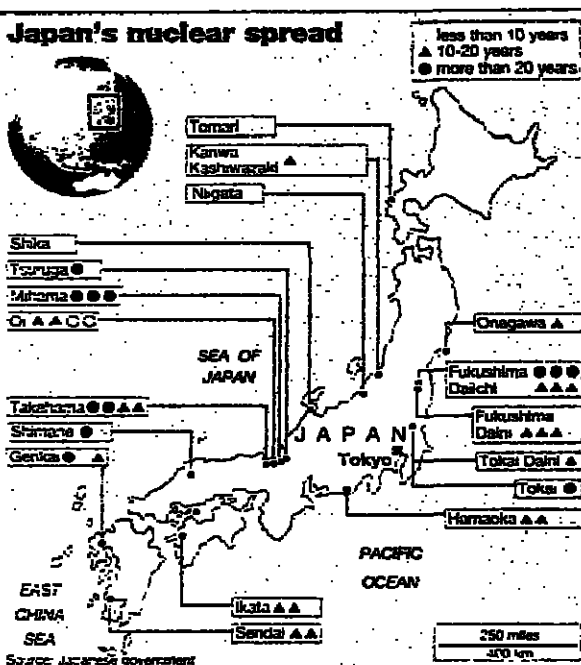 Japan's nuclear spread
less than 10 years
▲ 10-20 years
● more than 20 years
Tomari
Kariwa
Kashiwazaki ▲
Niigata
Shika
Tsuruga ●
Mihama ● ● ●
Oi ▲ ▲ ○ ○
SEA OF
JAPAN
Onagawa ▲
Fukushima ● ● ●
Daiichi ▲ ▲ ▲
Takahama ● ● ▲ ▲
Shimane ●
Genkai ● ▲
JAPAN
Tokyo
Fukushima
Daini ▲ ▲ ▲
Tokai Daini ▲
Tokai ●
Hamaoka ▲ ▲
PACIFIC
OCEAN
EAST
CHINA
SEA
Ikata ▲ ▲
Sendai ▲ ▲
250 miles
400 km
Source: Japanese government